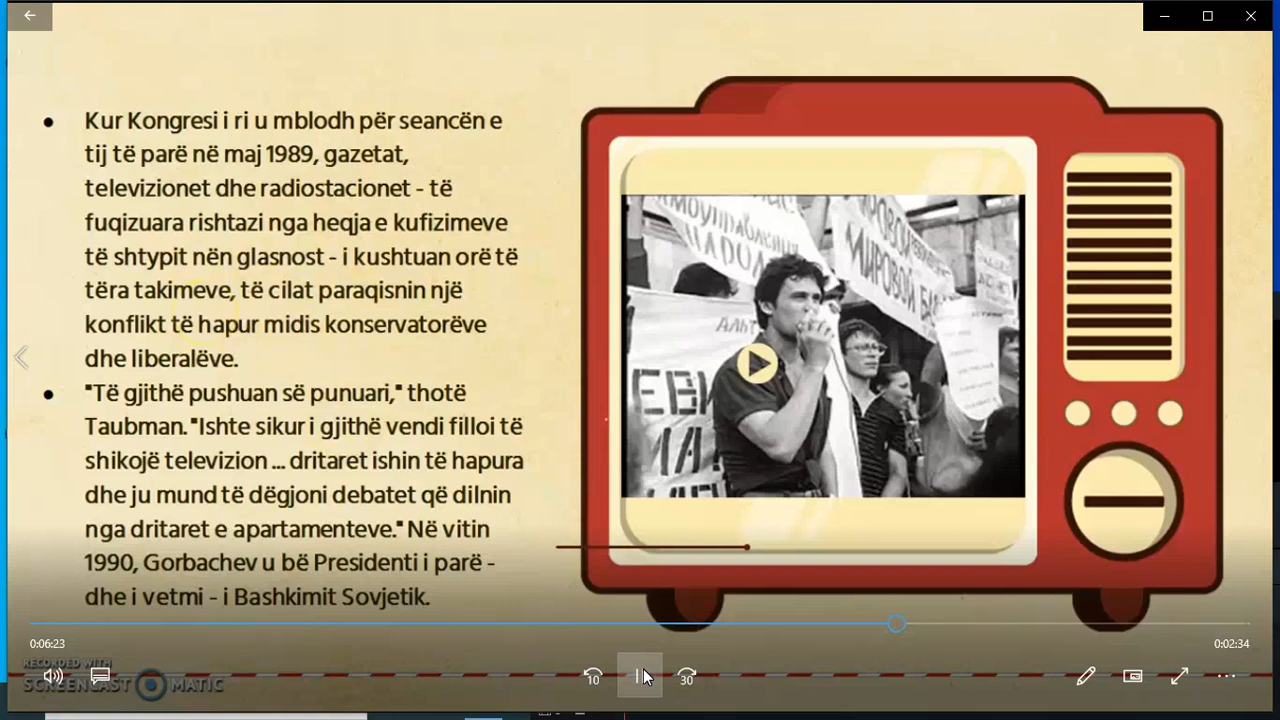 Kur Kongresi i ri u mblodh për seancën e
tij të parë në maj 1989, gazetat,
televizionet dhe radiostacionet - të
fuqizuara rishtazi nga heqja e kufizimeve
të shtypit nën glasnost - i kushtuan orë të
tëra takimeve, të cilat paraqisnin një
konflikt të hapur midis konservatorëve
dhe liberalëve.
"Të gjithë pushuan së punuari," thotë
Taubman. "Ishte sikur i gjithë vendi filloi të
shikojë televizion ... dritaret ishin të hapura
dhe ju mund të dëgjoni debatet që dilnin
nga dritaret e apartamenteve." Në vitin
1990, Gorbachev u bë Presidenti i parë -
dhe i vetmi - i Bashkimit Sovjetik.
МИРОВОЙ
0:06:23
0:02:34
RECORDED WITH
SCREENCAST MATIC
10
30